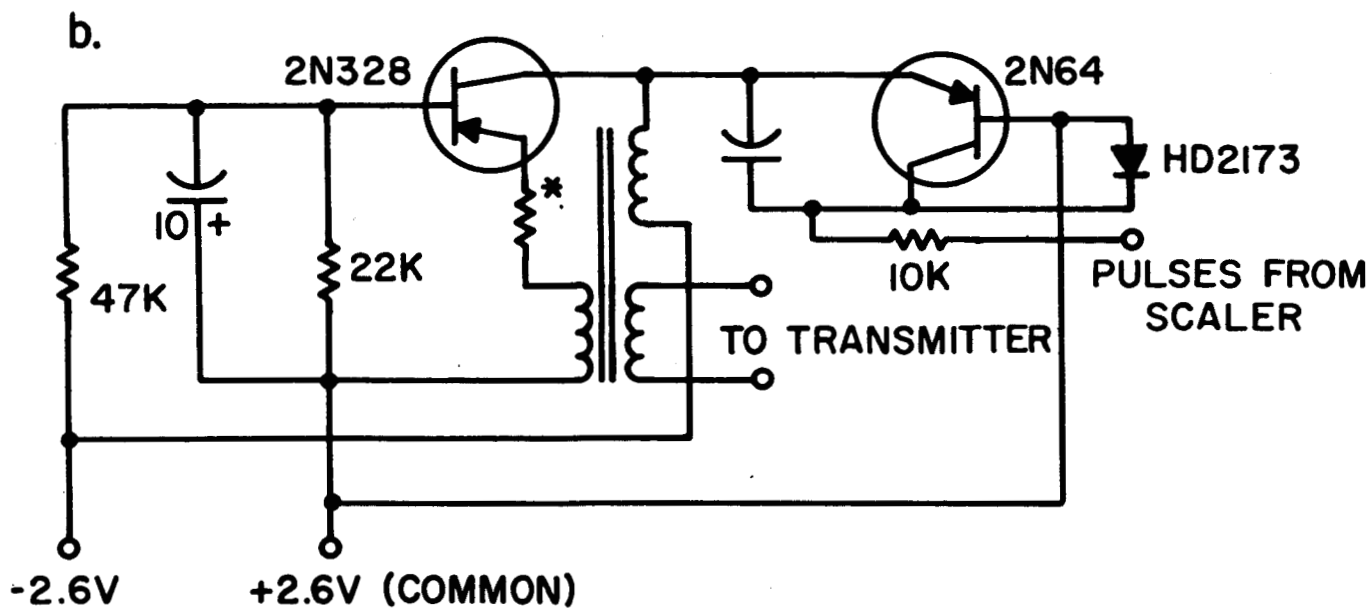 b.
2N328
2N64
HD2173
*
10 +
22K
47K
10K
PULSES FROM
SCALER
TO TRANSMITTER
-2.6V
+2.6V (COMMON)